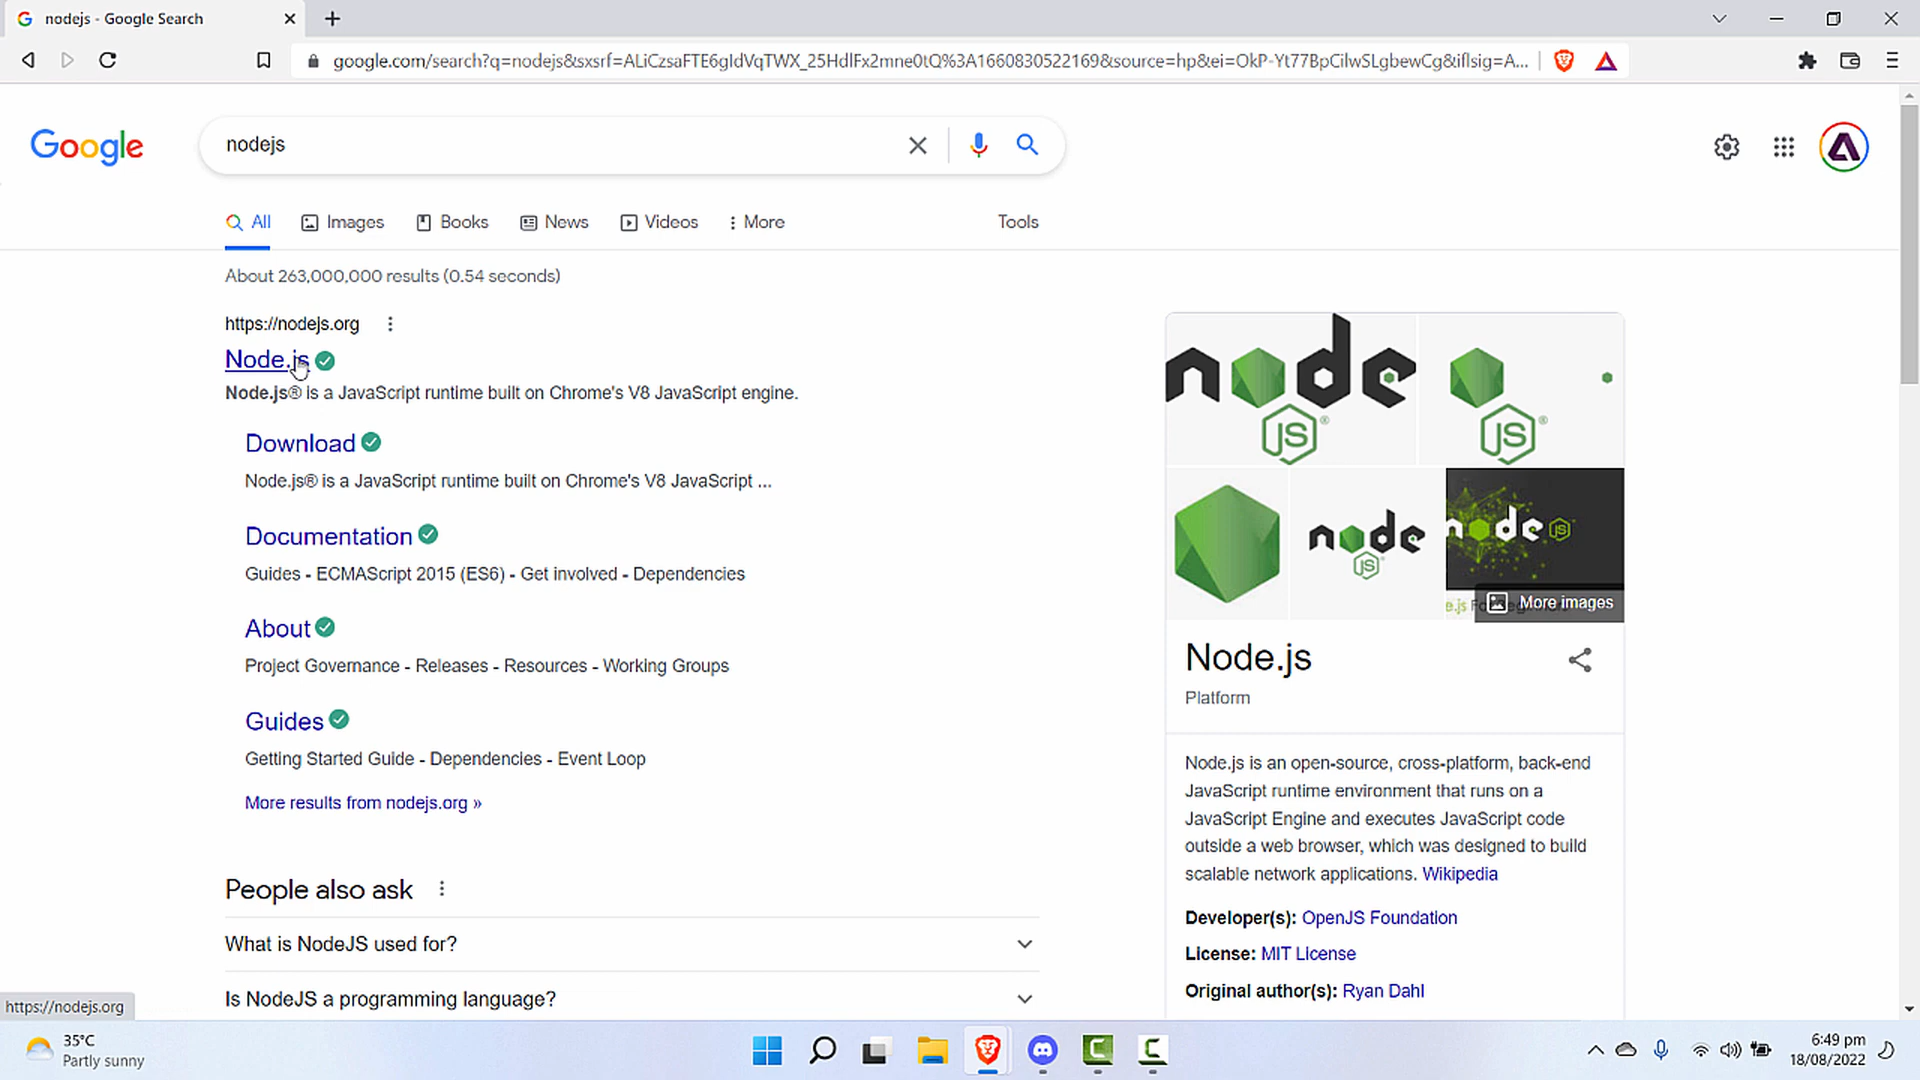 nodejs - Google Search
google.com/search?q=nodejs&sxsrf=ALiCzsaFTE6gIdVqTWX_25HdlFx2mne0tQ%3A1660830522169&source=hp&ei=OkP-Yt77BpCilwSLgbewCg&iflsig=A...
Google
nodejs
All
Images
Books
News
Videos
More
Tools
About 263,000,000 results (0.54 seconds)
https://nodejs.org
Node.js
Node.js® is a JavaScript runtime built on Chrome's V8 JavaScript engine.
Download
Node.js® is a JavaScript runtime built on Chrome's V8 JavaScript ...
Documentation
Guides - ECMAScript 2015 (ES6) - Get involved - Dependencies
About
Project Governance - Releases - Resources - Working Groups
Guides
Getting Started Guide - Dependencies - Event Loop
More results from nodejs.org »
People also ask
What is NodeJS used for?
Is NodeJS a programming language?
node
JS®
JS®
node
JS
node JS
More images
Node.js
Platform
Node.js is an open-source, cross-platform, back-end
JavaScript runtime environment that runs on a
JavaScript Engine and executes JavaScript code
outside a web browser, which was designed to build
scalable network applications. Wikipedia
Developer(s): OpenJS Foundation
License: MIT License
Original author(s): Ryan Dahl
https://nodejs.org
35°C
Partly sunny
6:49 pm
18/08/2022